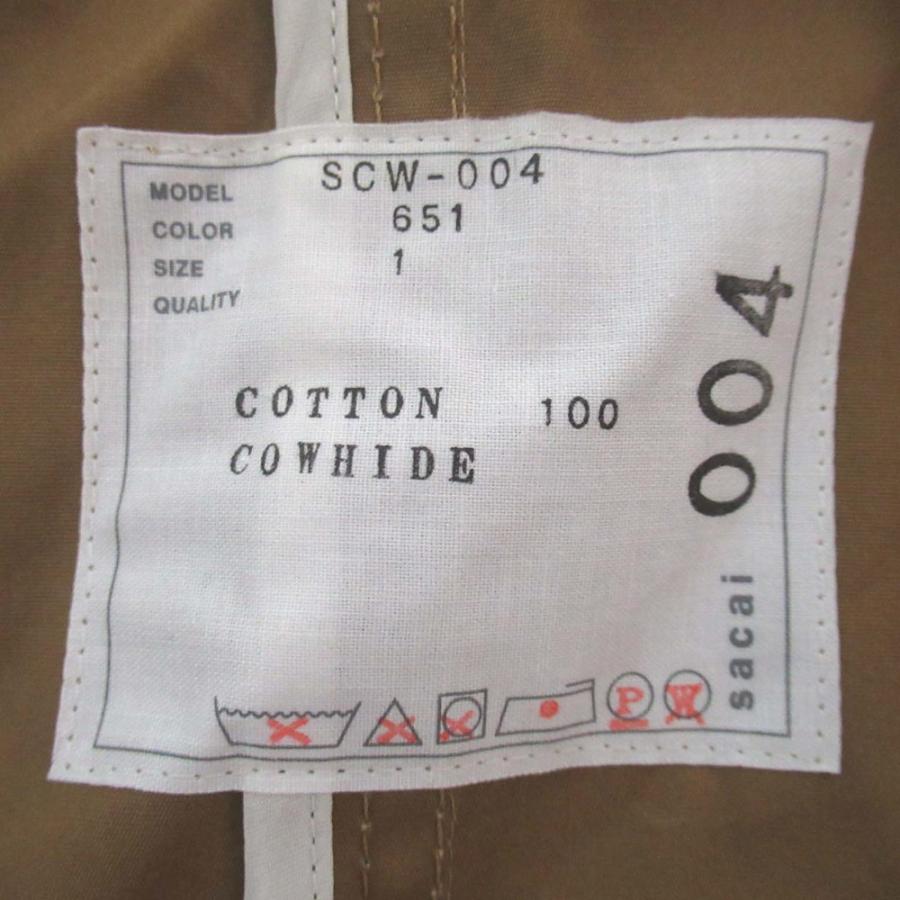 MODEL SCW-004
COLOR 651
SIZE 1
QUALITY
COTTON 100
COWHIDE
004
sacai
P W